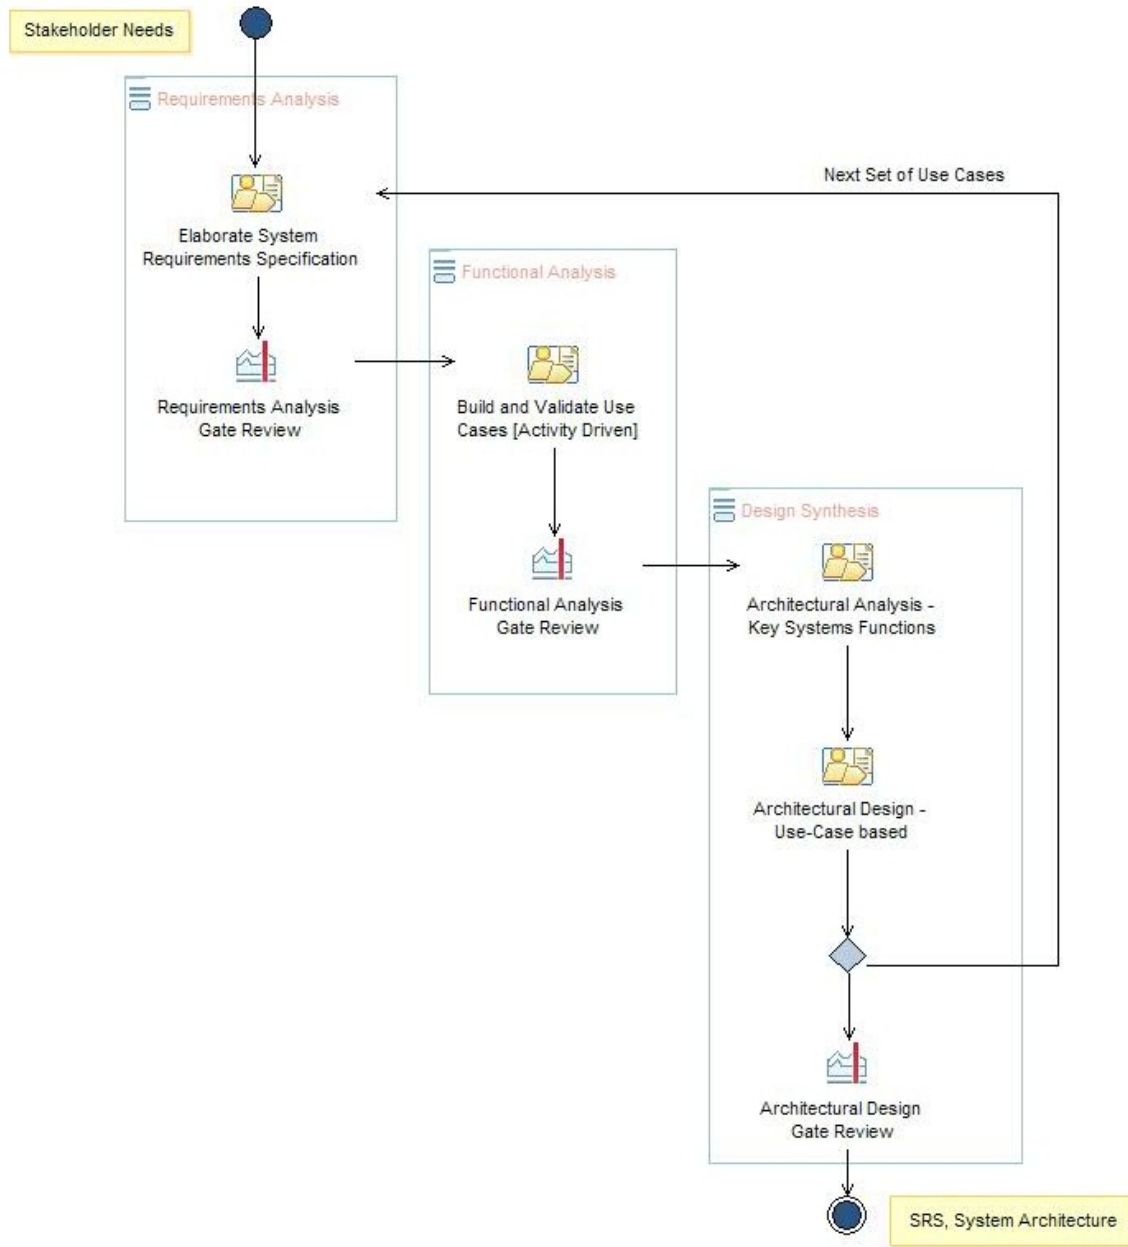 Stakeholder Needs
Requirements Analysis
Next Set of Use Cases
Elaborate System
Requirements Specification
Functional Analysis
Requirements Analysis
Gate Review
Build and Validate Use
Cases [Activity Driven]
Design Synthesis
Functional Analysis
Gate Review
Architectural Analysis -
Key Systems Functions
Architectural Design -
Use-Case based
Architectural Design
Gate Review
SRS, System Architecture